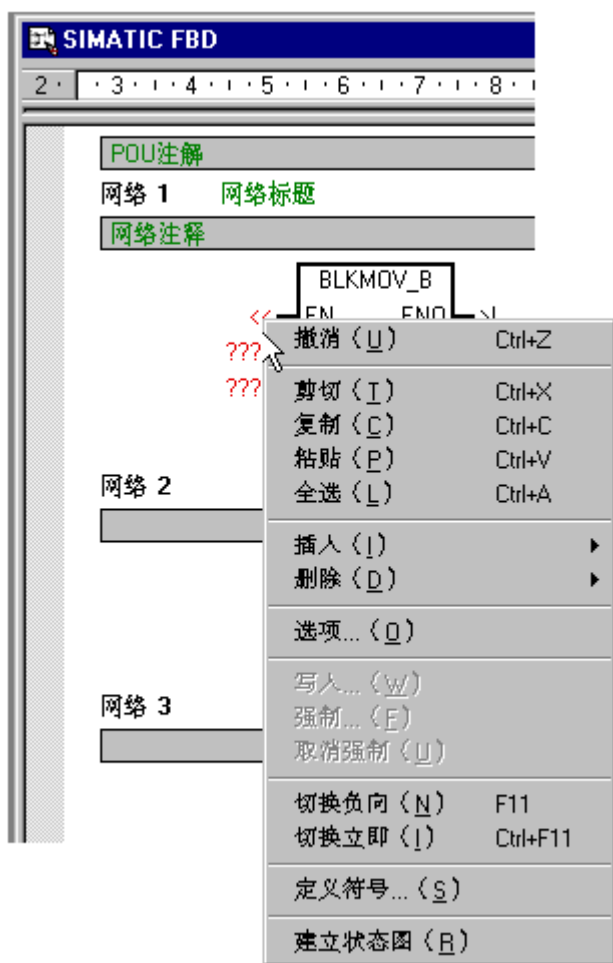 SIMATIC FBD
2 · · 3 · ı · 4 · ı · 5 · ı · 6 · ı · 7 · ı · 8 ·
POU注解
网络 1 网络标题
网络注释
BLKMOV_B
<< EN ENO
???
???
撤消（U） Ctrl+Z
剪切（T） Ctrl+X
复制（C） Ctrl+C
粘贴（P） Ctrl+V
全选（L） Ctrl+A
网络 2
插入（I）
删除（D）
选项...（O）
写入...（W）
强制...（F）
取消强制（U）
网络 3
切换负向（N） F11
切换立即（I） Ctrl+F11
定义符号...（S）
建立状态图（R）